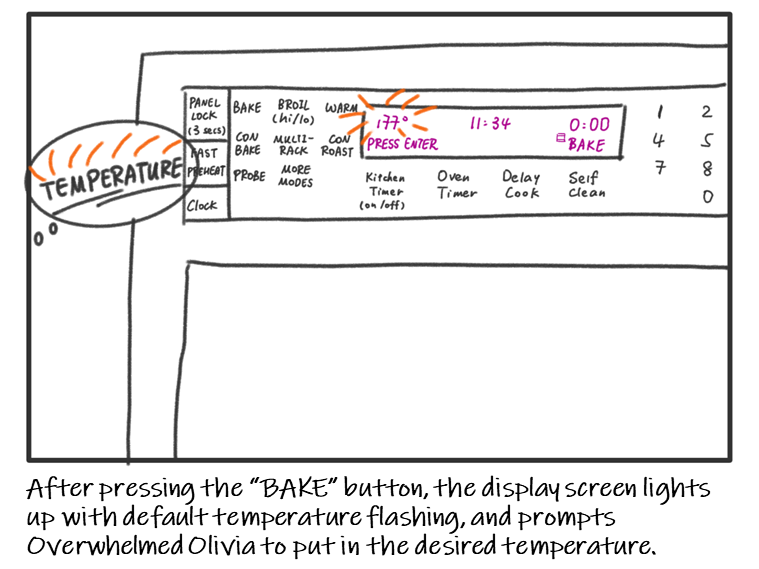 TEMPERATURE
PANEL
LOCK
(3 secs)
FAST
PREHEAT
Clock
BAKE
BROIL
(hi/lo)
WARM
CON
BAKE
MULTI-
RACK
CON
ROAST
PROBE
MORE
MODES
177°
11:34
0:00
PRESS ENTER
BAKE
Kitchen
Timer
(on/off)
Oven
Timer
Delay
Cook
Self
Clean
1 2
4 5
7 8
0
After pressing the “BAKE” button, the display screen lights
up with default temperature flashing, and prompts
Overwhelmed Olivia to put in the desired temperature.